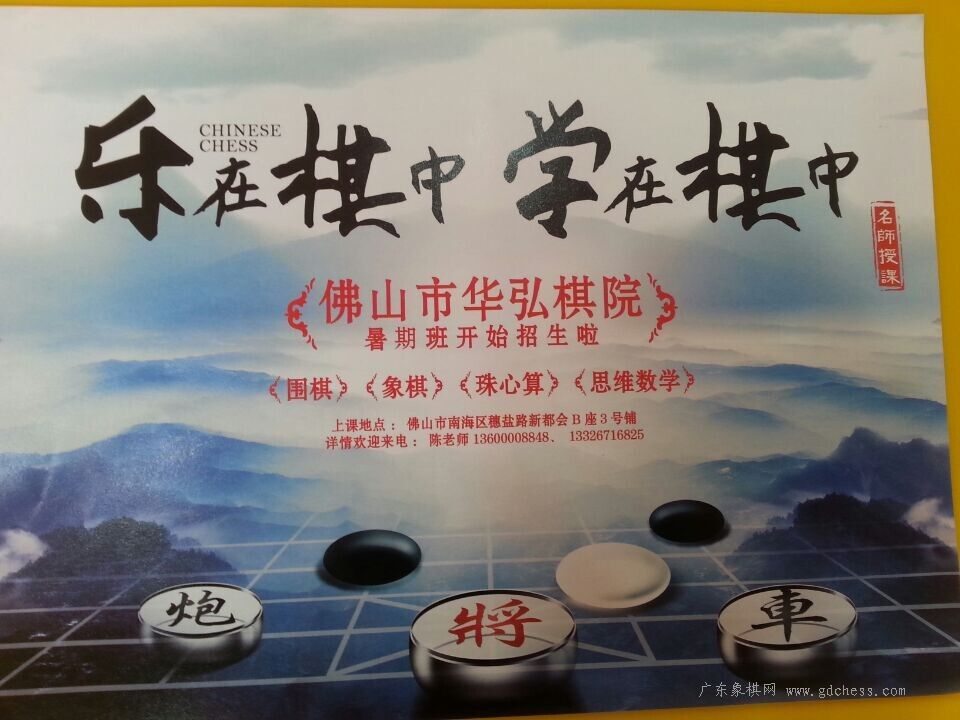 乐在棋中 学在棋中
CHINESE
CHESS
名師授課
佛山市华弘棋院
暑期班开始招生啦
围棋 象棋 珠心算 思维数学
上课地点： 佛山市南海区穗盐路新都会 B 座 3 号铺
详情欢迎来电： 陈老师 13600008848、 13326716825
炮 將 車
广东象棋网 www.gdchess.com